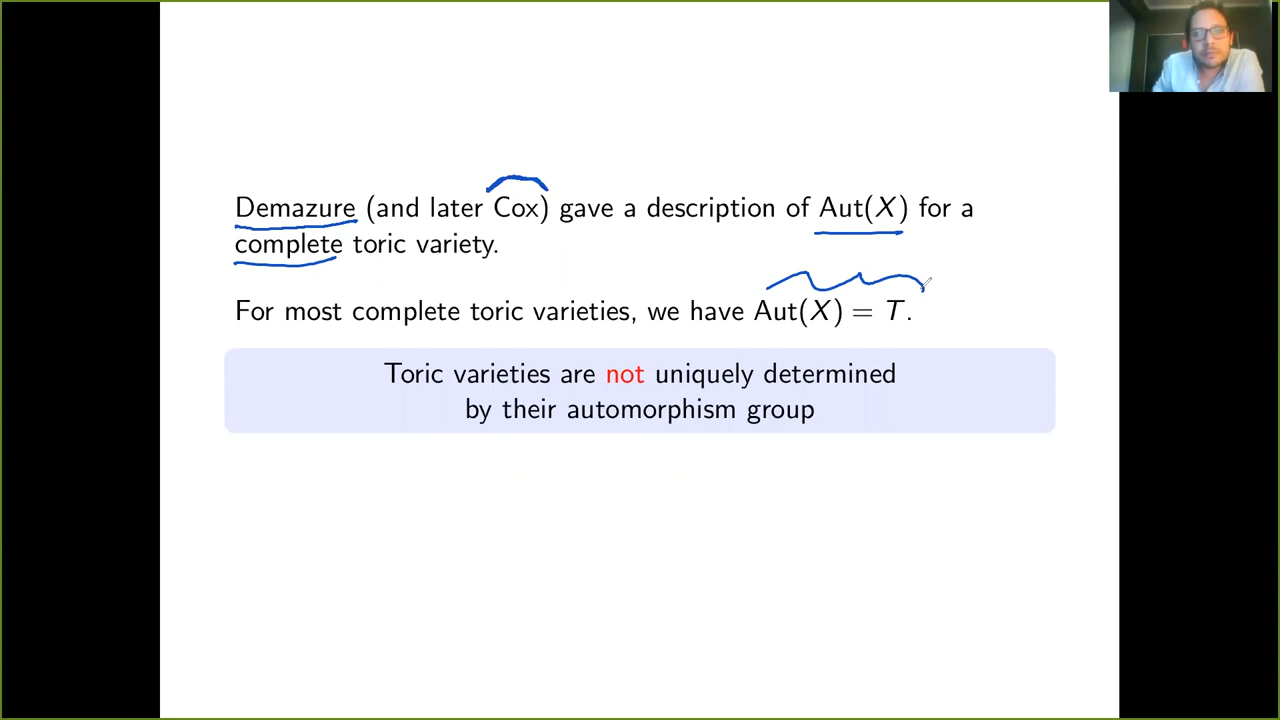 Demazure (and later Cox) gave a description of Aut(X) for a
complete toric variety.
For most complete toric varieties, we have Aut(X) = T.
Toric varieties are not uniquely determined
by their automorphism group